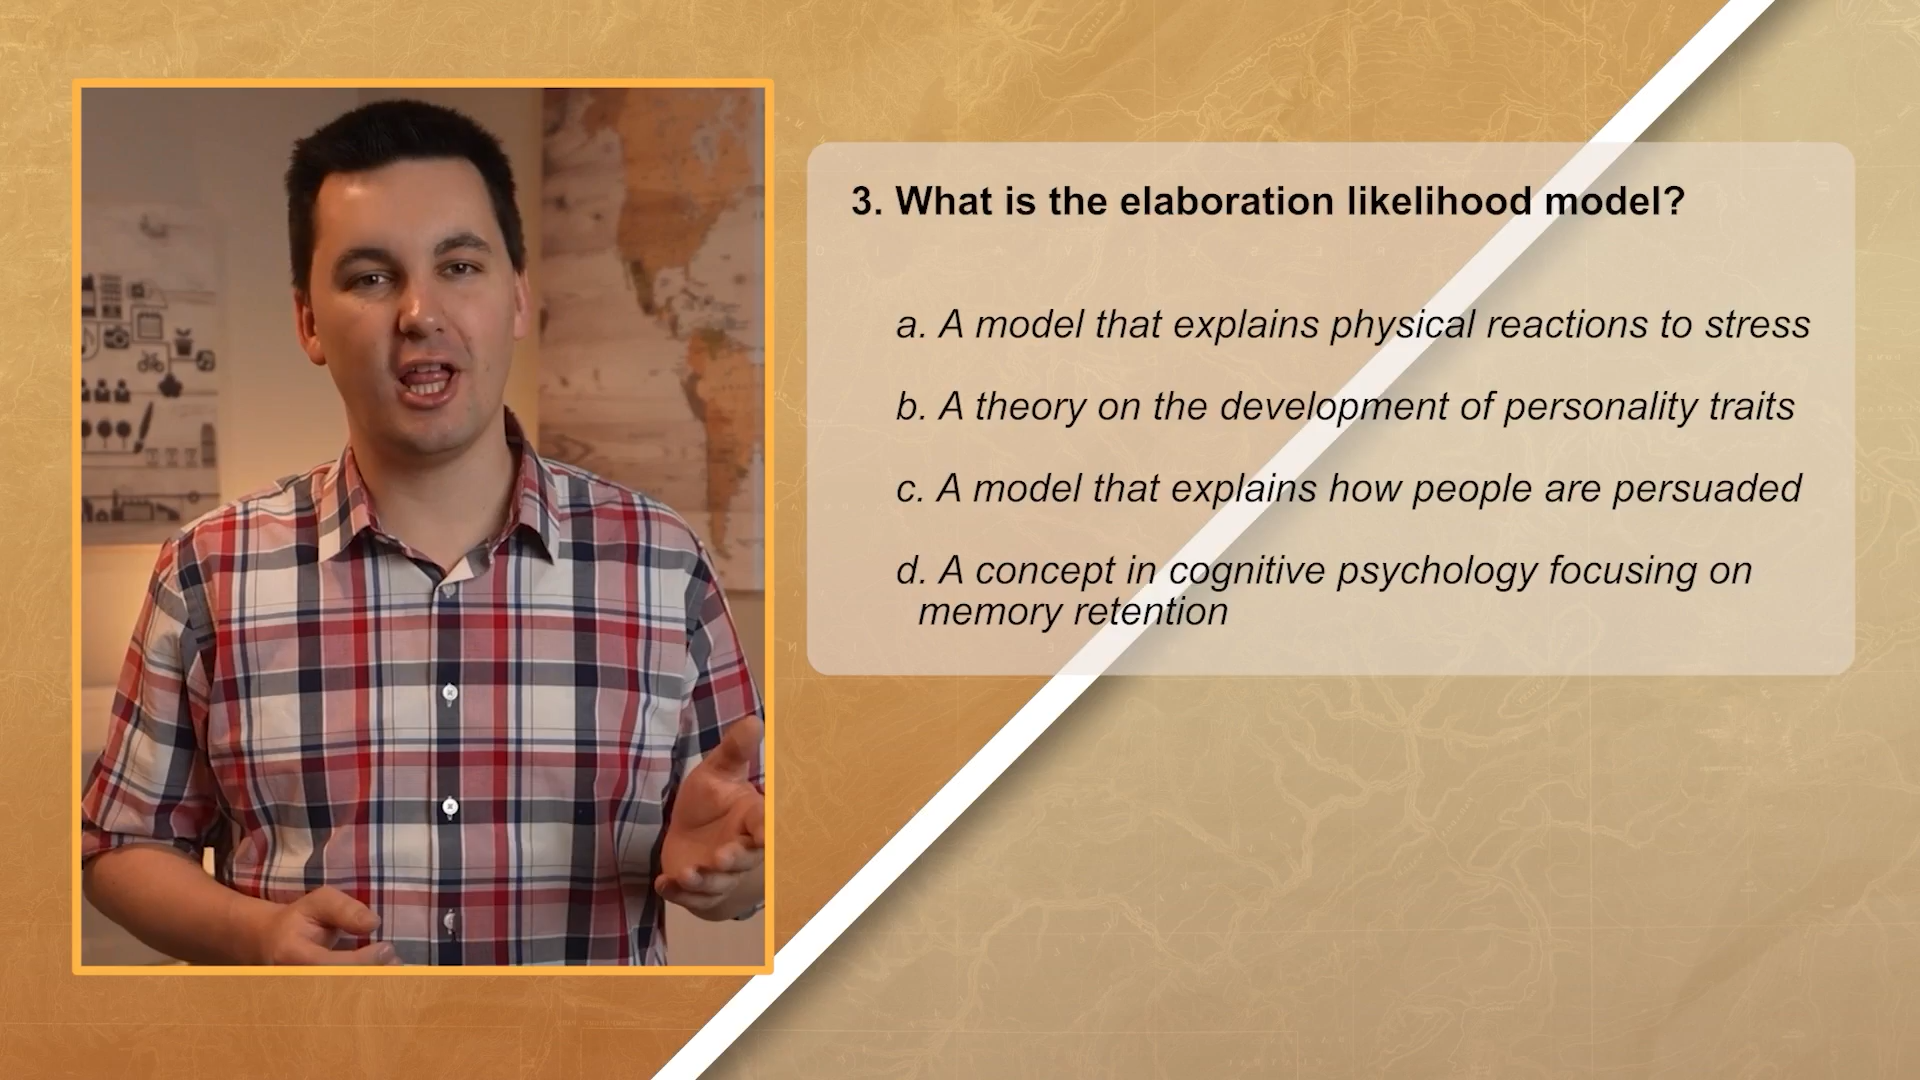 3. What is the elaboration likelihood model?
a. A model that explains physical reactions to stress
b. A theory on the development of personality traits
c. A model that explains how people are persuaded
d. A concept in cognitive psychology focusing on
memory retention